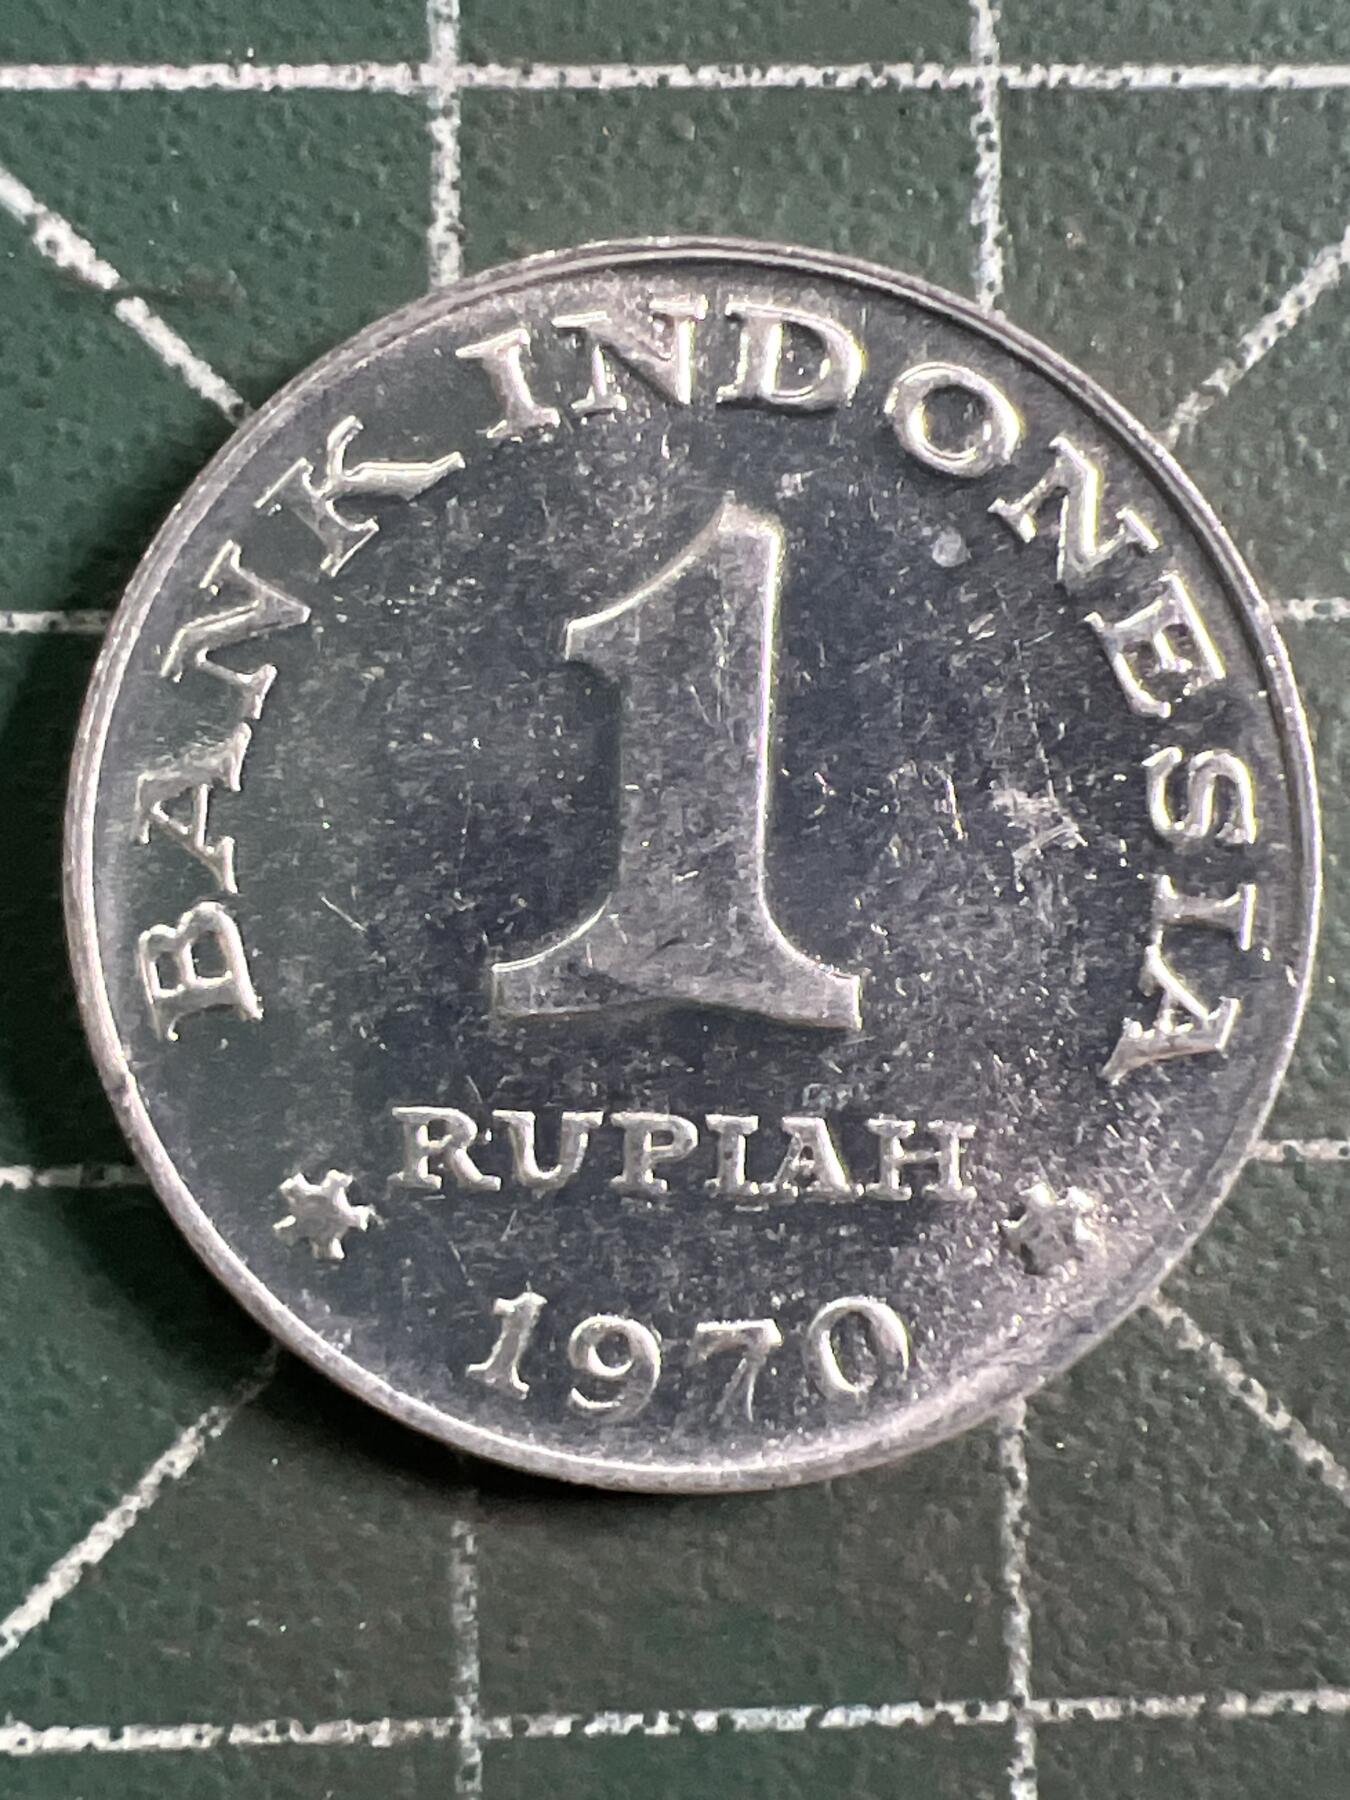 BANK INDONESIA
1
RUPIAH
1970